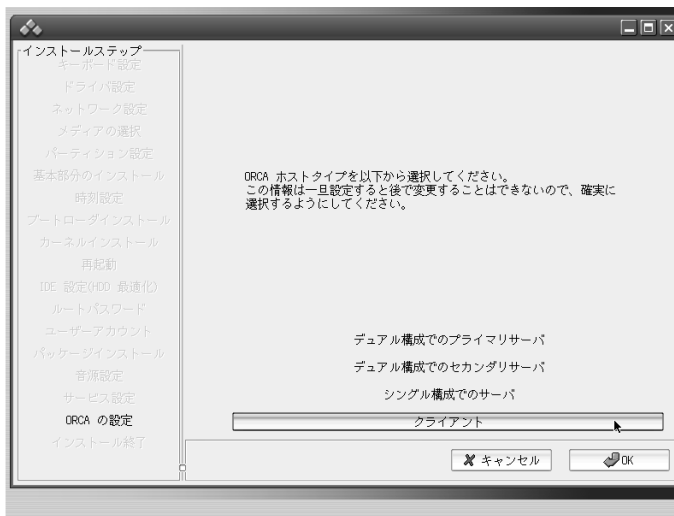 インストールステップ
キーボード設定
ドライバ設定
ネットワーク設定
メディアの選択
パーティション設定
基本部分のインストール
時刻設定
ブートローダインストール
カーネルインストール
再起動
IDE 設定(HDD 最適化)
ルートパスワード
ユーザーアカウント
パッケージインストール
音源設定
サービス設定
ORCA の設定
インストール終了
ORCA ホストタイプを以下から選択してください。
この情報は一旦設定すると後で変更することはできないので、確実に
選択するようにしてください。
デュアル構成でのプライマリサーバ
デュアル構成でのセカンダリサーバ
シングル構成でのサーバ
クライアント
キャンセル
OK